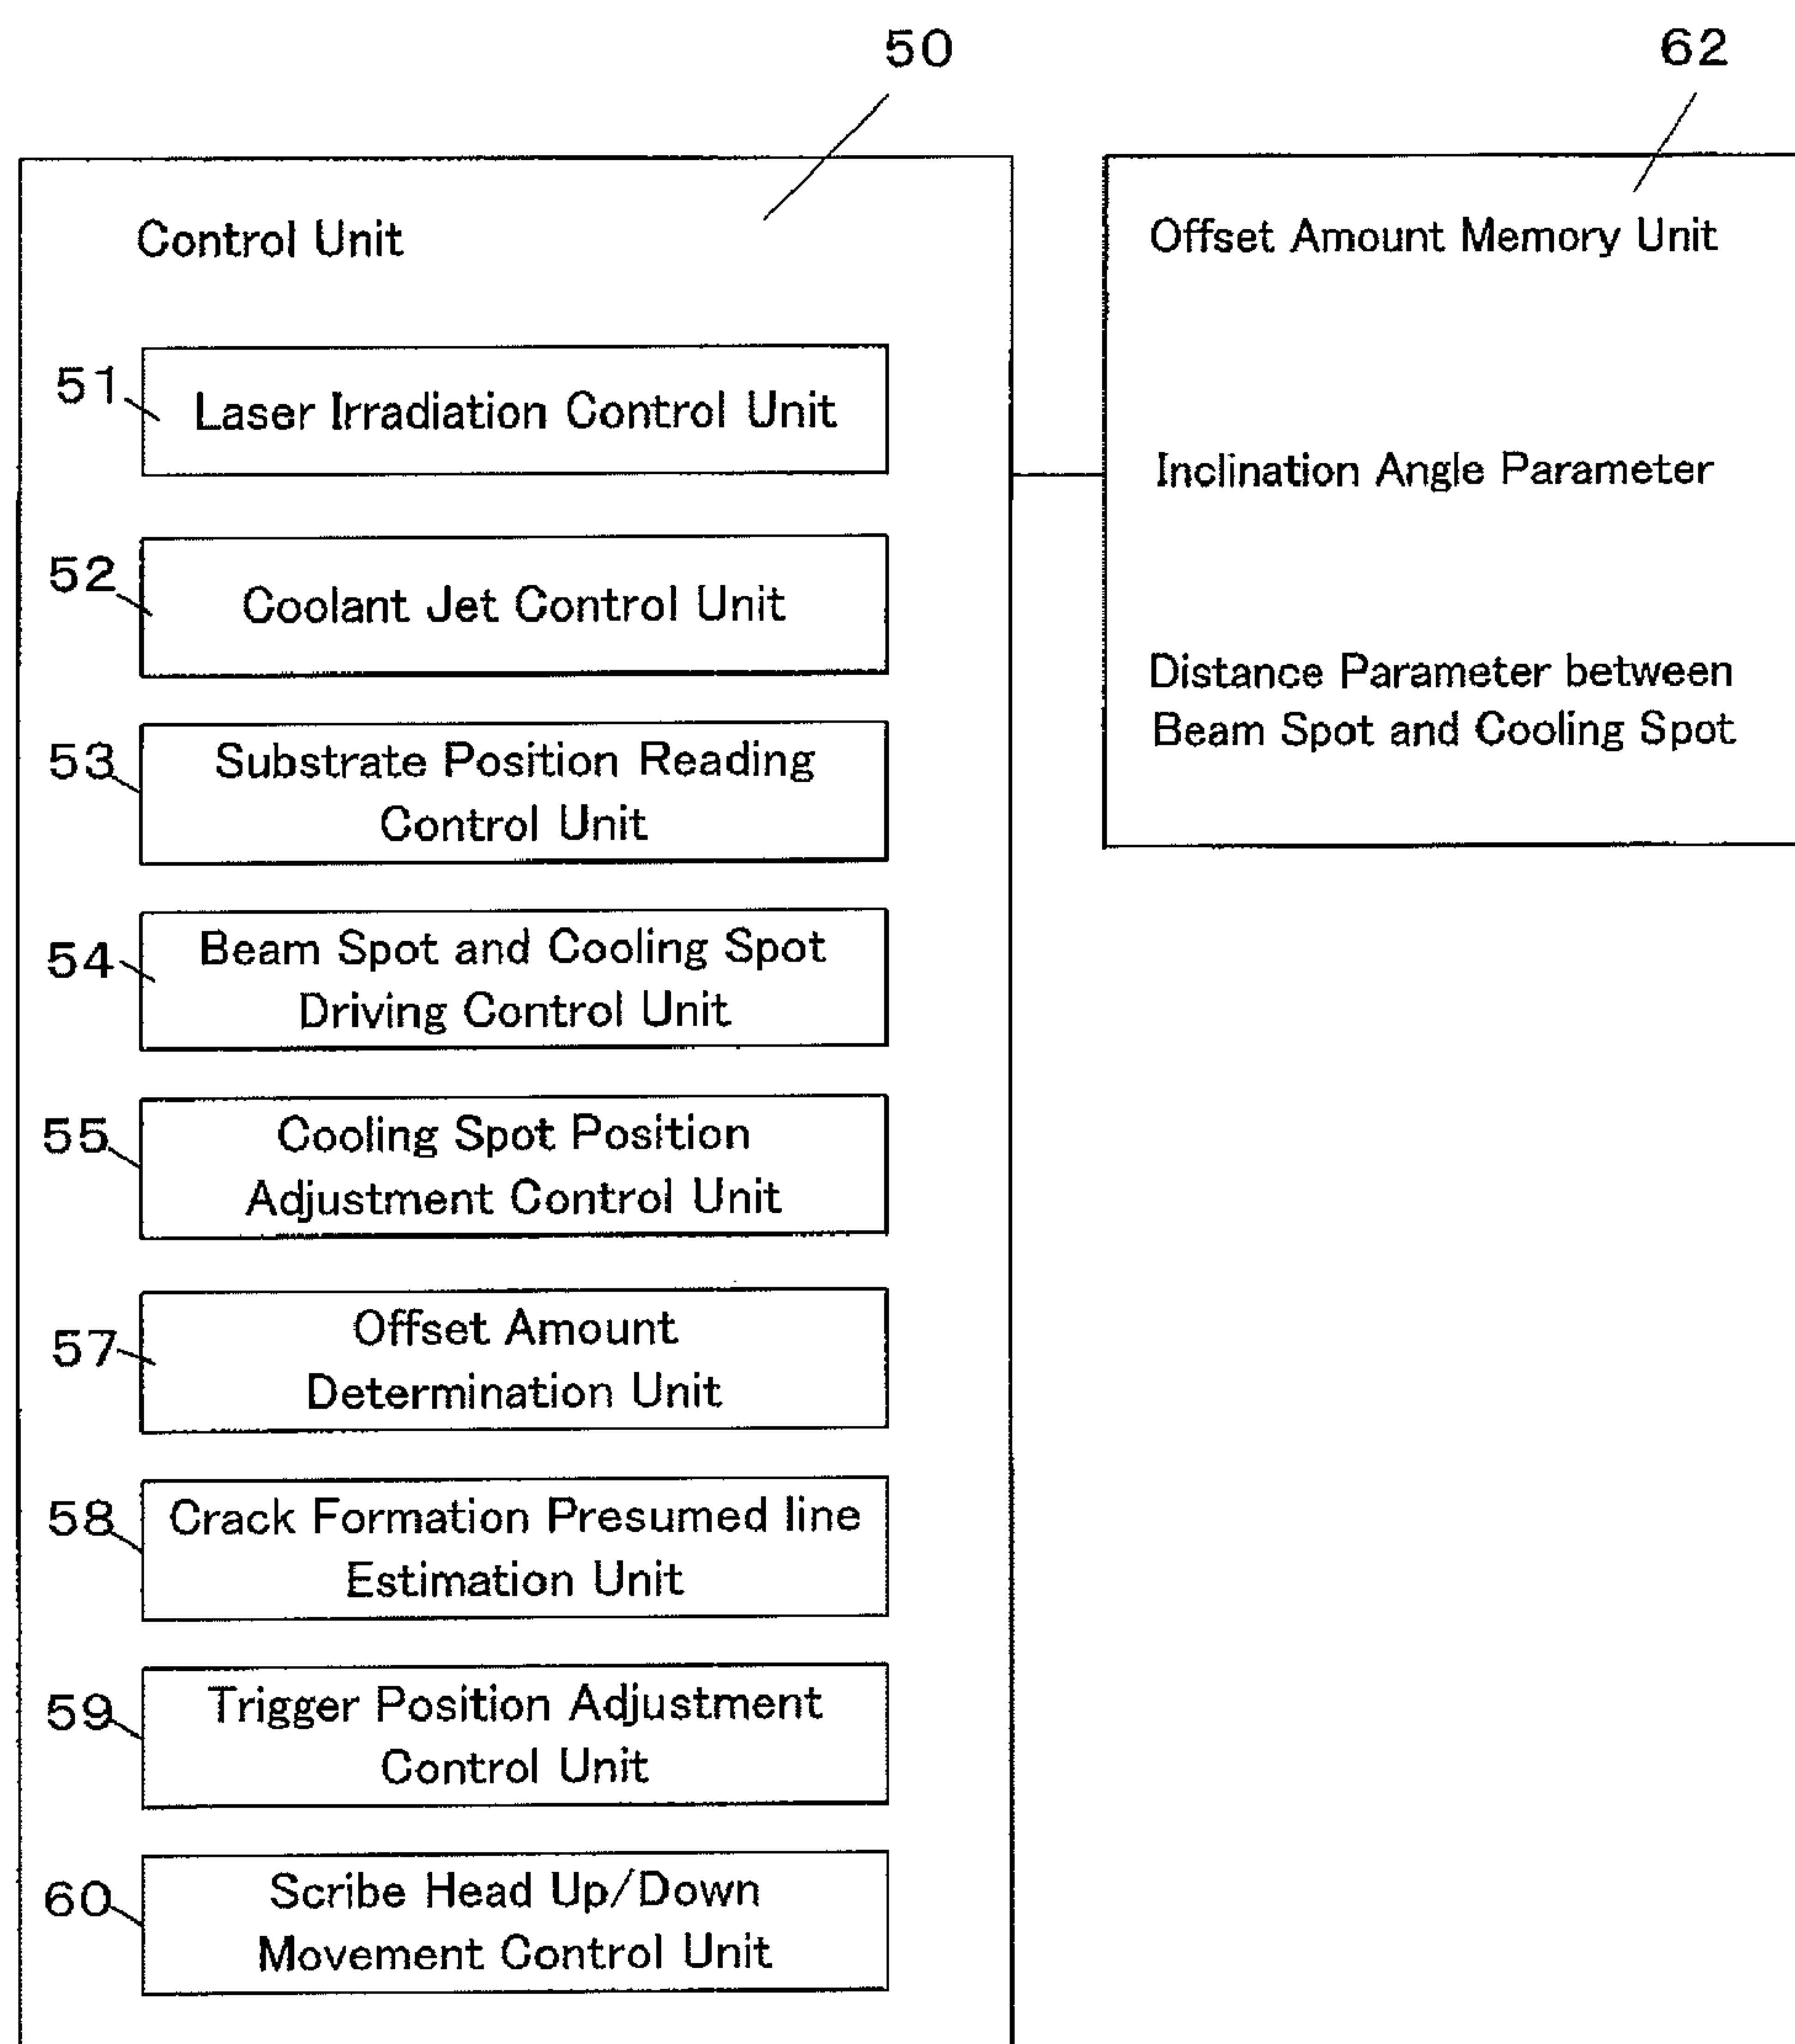 50
62
Control Unit
51
Laser Irradiation Control Unit
52
Coolant Jet Control Unit
53
Substrate Position Reading
Control Unit
54
Beam Spot and Cooling Spot
Driving Control Unit
55
Cooling Spot Position
Adjustment Control Unit
57
Offset Amount
Determination Unit
58
Crack Formation Presumed line
Estimation Unit
59
Trigger Position Adjustment
Control Unit
60
Scribe Head Up/Down
Movement Control Unit
Offset Amount Memory Unit
Inclination Angle Parameter
Distance Parameter between
Beam Spot and Cooling Spot